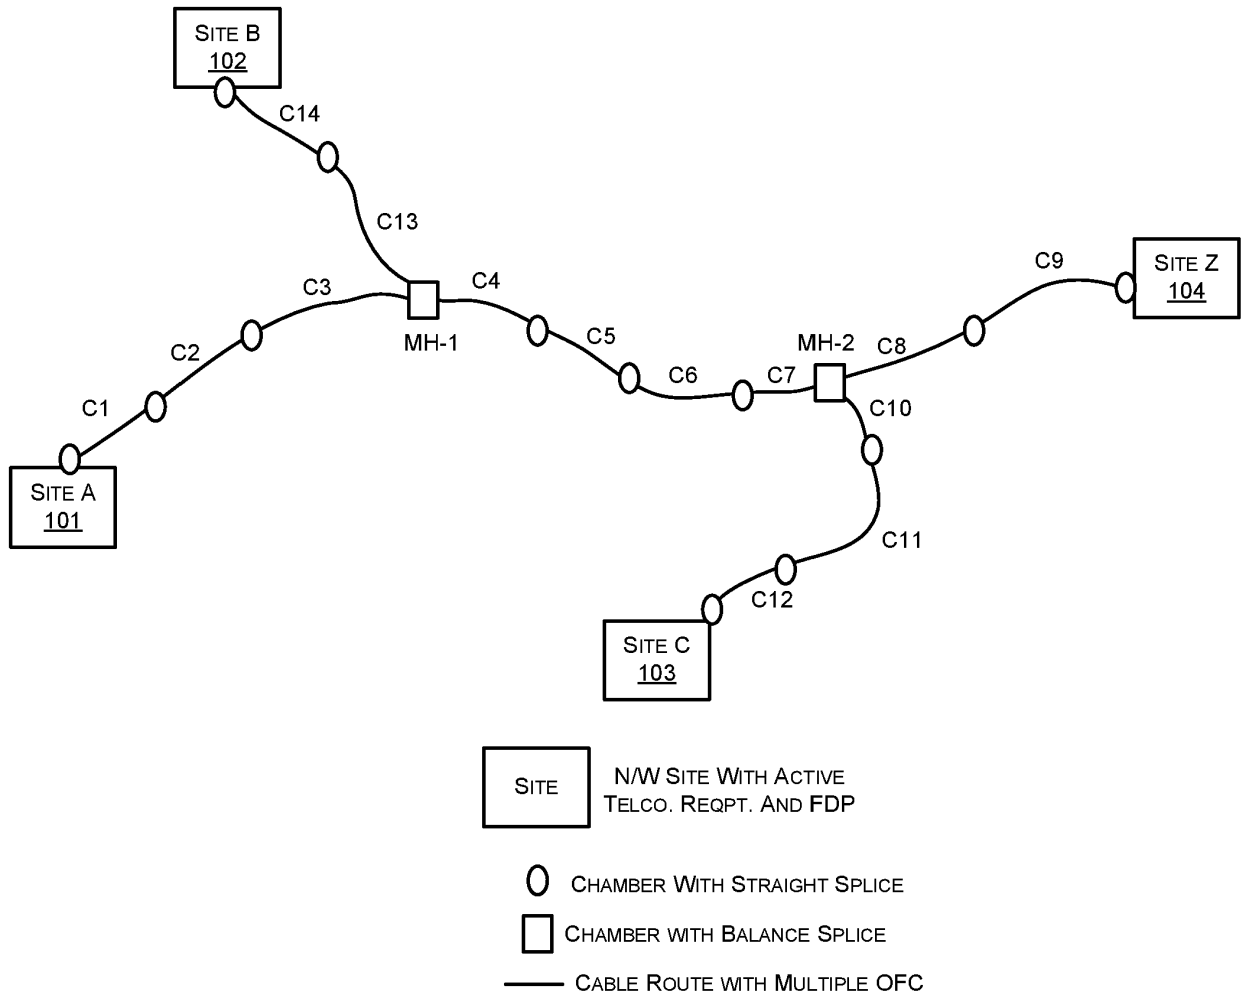 SITE B
102
C14
C13
C3
C4
C9
SITE Z
104
C2
MH-1
C5
MH-2
C8
C6
C7
C1
C10
SITE A
101
C11
C12
SITE C
103
SITE
N/W SITE WITH ACTIVE
TELCO. REQPT. AND FDP
CHAMBER WITH STRAIGHT SPLICE
CHAMBER WITH BALANCE SPLICE
CABLE ROUTE WITH MULTIPLE OFC